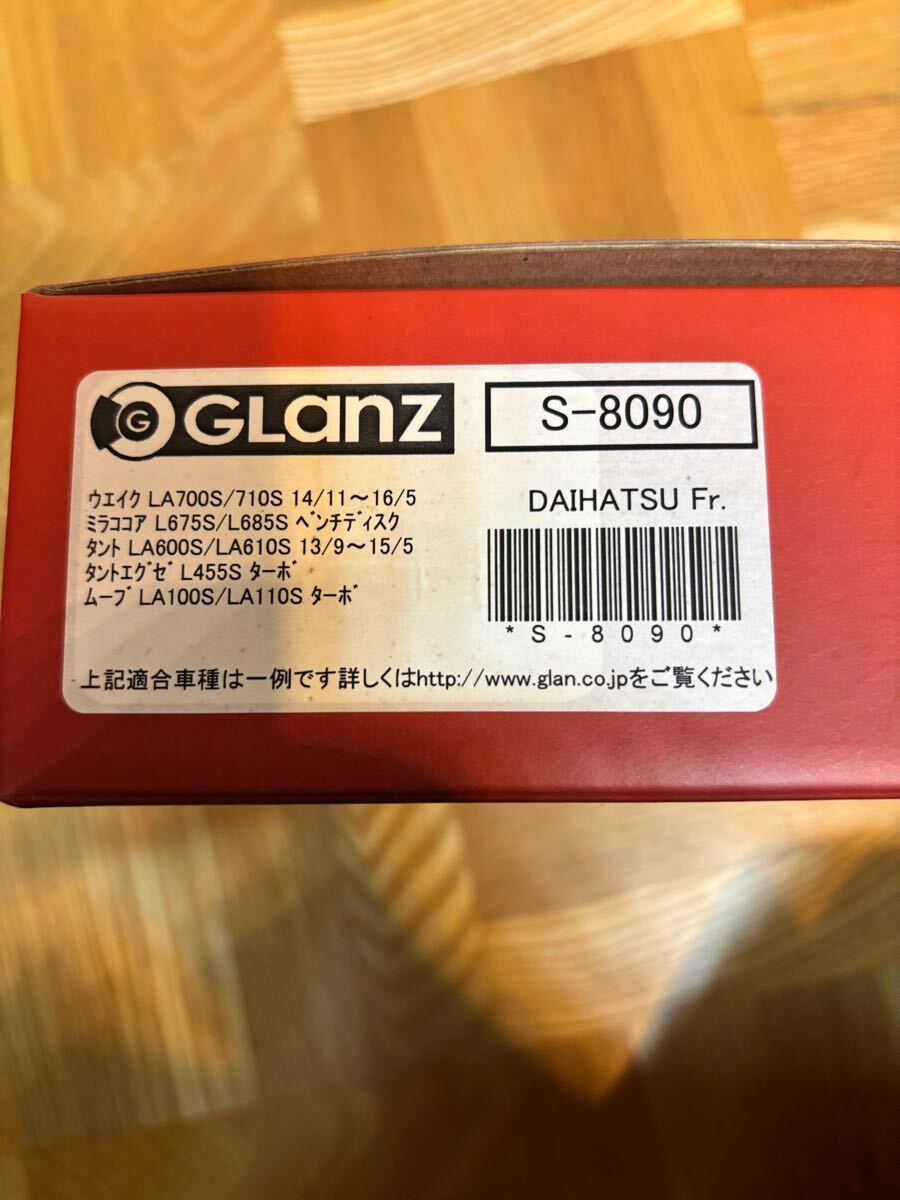 G GLanz
S-8090
ｳｴｲｸ LA700S/710S 14/11～16/5
ﾐﾗｺｺｱ L675S/L685S ﾍﾞﾝﾁﾃﾞｨｽｸ
ﾀﾝﾄ LA600S/LA610S 13/9～15/5
ﾀﾝﾄｴｸﾞｾﾞ L455S ﾀｰﾎﾞ
ﾑｰﾌﾞ LA100S/LA110S ﾀｰﾎﾞ
DAIHATSU Fr.
*S-8090*
上記適合車種は一例です詳しくはhttp://www.glan.co.jpをご覧ください